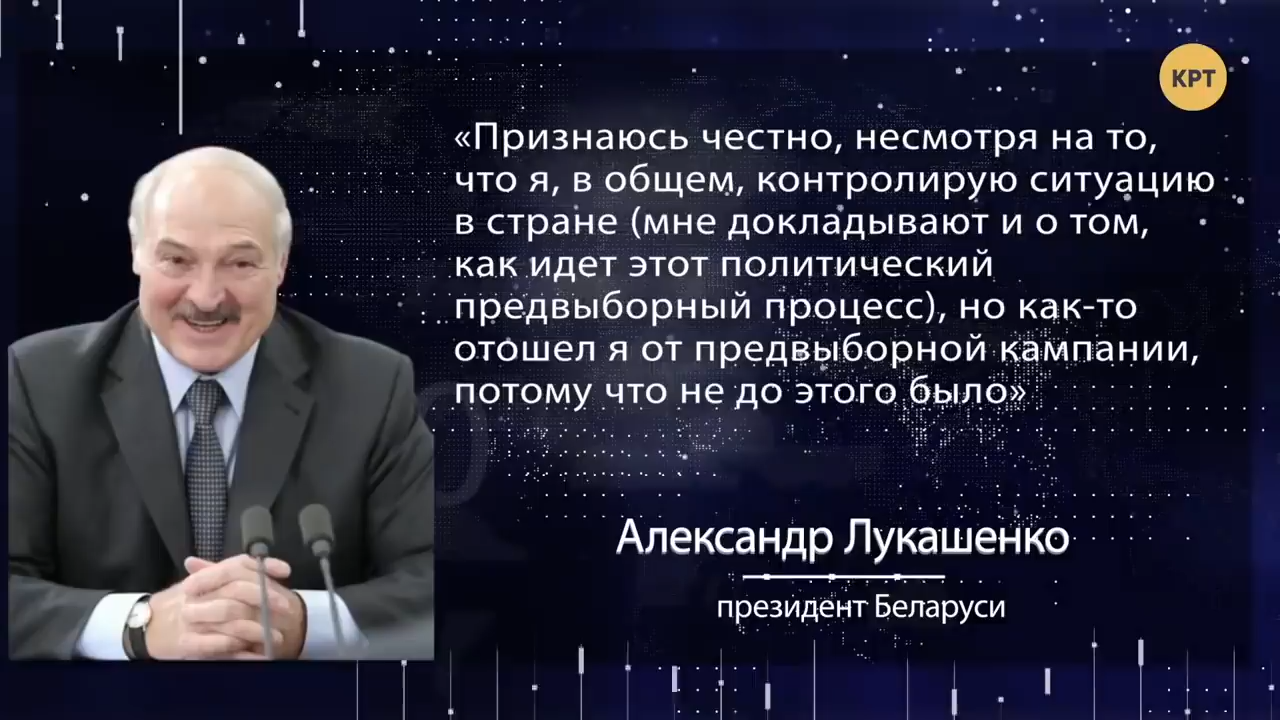 КРТ
«Признаюсь честно, несмотря на то,
что я, в общем, контролирую ситуацию
в стране (мне докладывают и о том,
как идет этот политический
предвыборный процесс), но как-то
отошел я от предвыборной кампании,
потому что не до этого было»
Александр Лукашенко
президент Беларуси